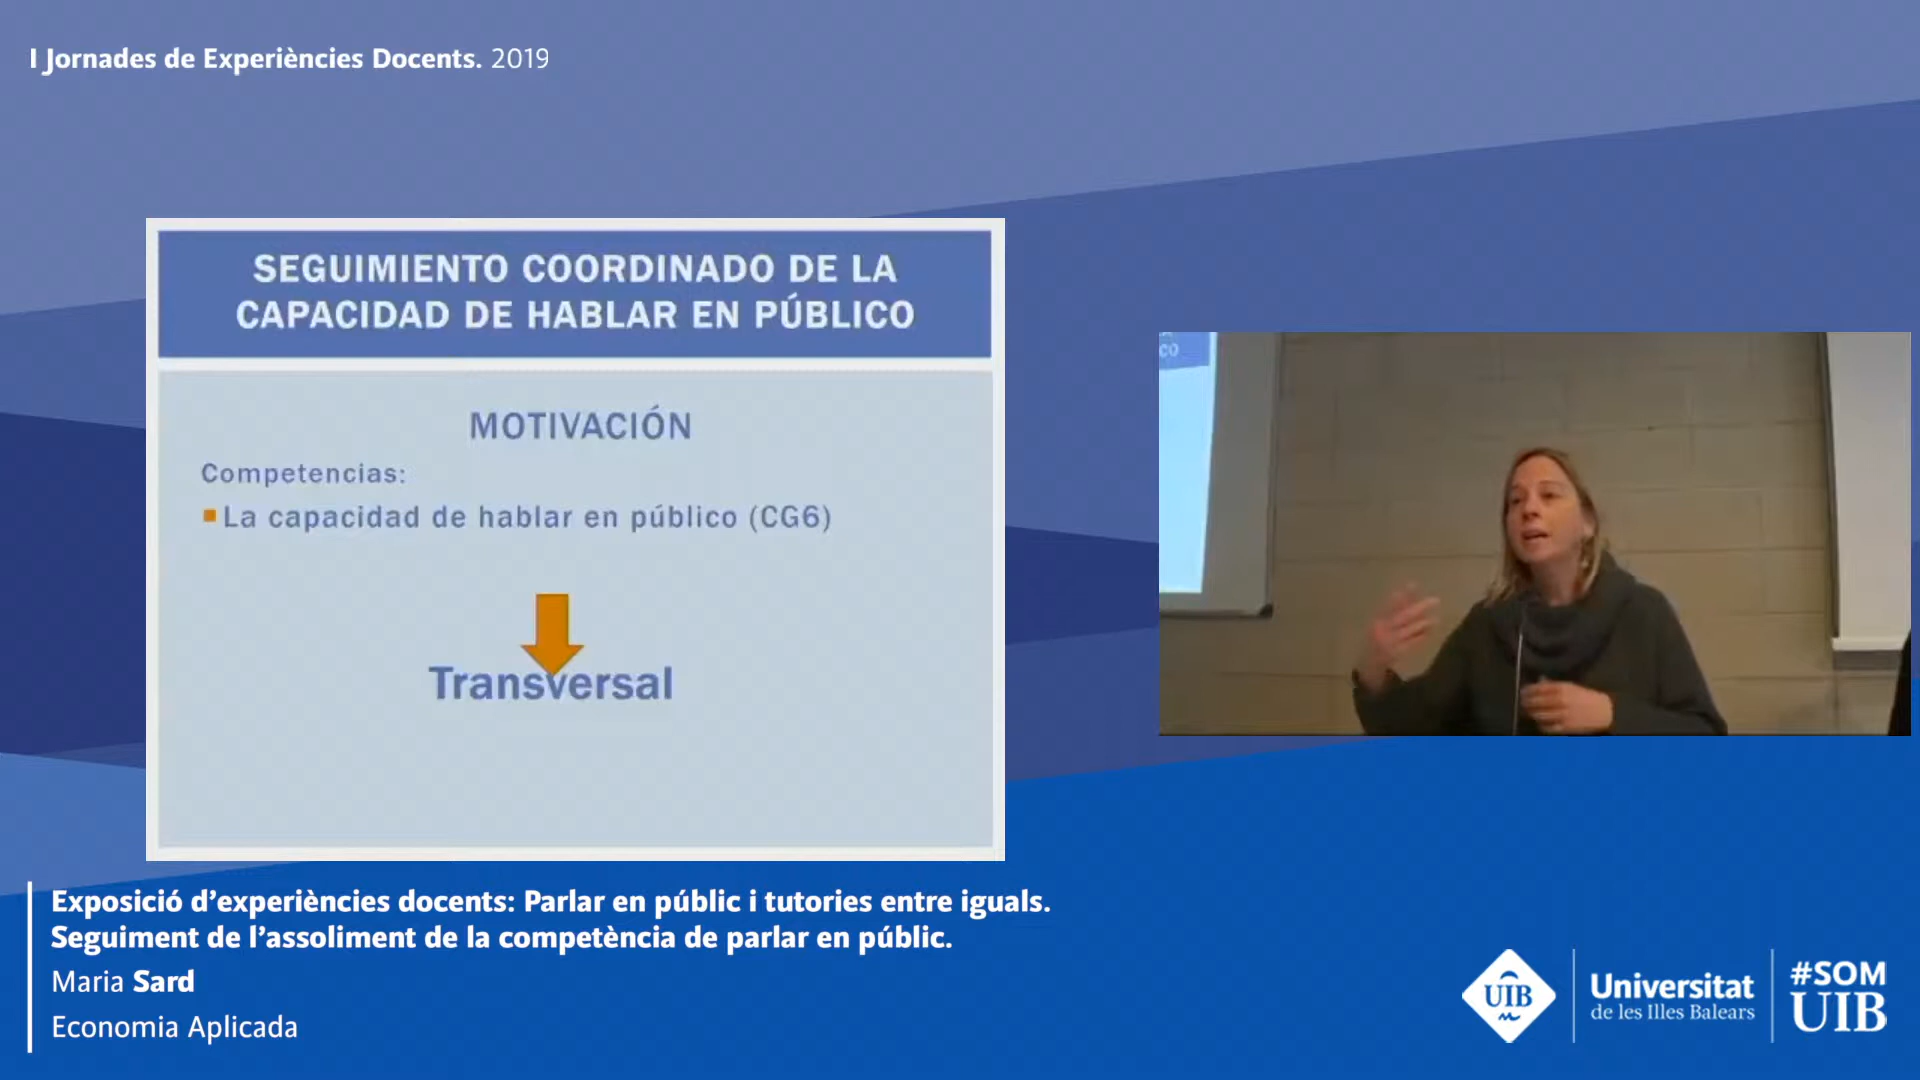 I Jornades de Experiències Docents. 2019
SEGUIMIENTO COORDINADO DE LA
CAPACIDAD DE HABLAR EN PÚBLICO
MOTIVACIÓN
Competencias:
La capacidad de hablar en público (CG6)
Transversal
CO
Exposició d’experiències docents: Parlar en públic i tutories entre iguals.
Seguiment de l’assoliment de la competència de parlar en públic.
Maria Sard
Economia Aplicada
UIB
Universitat
de les Illes Balears
#SOM
UIB